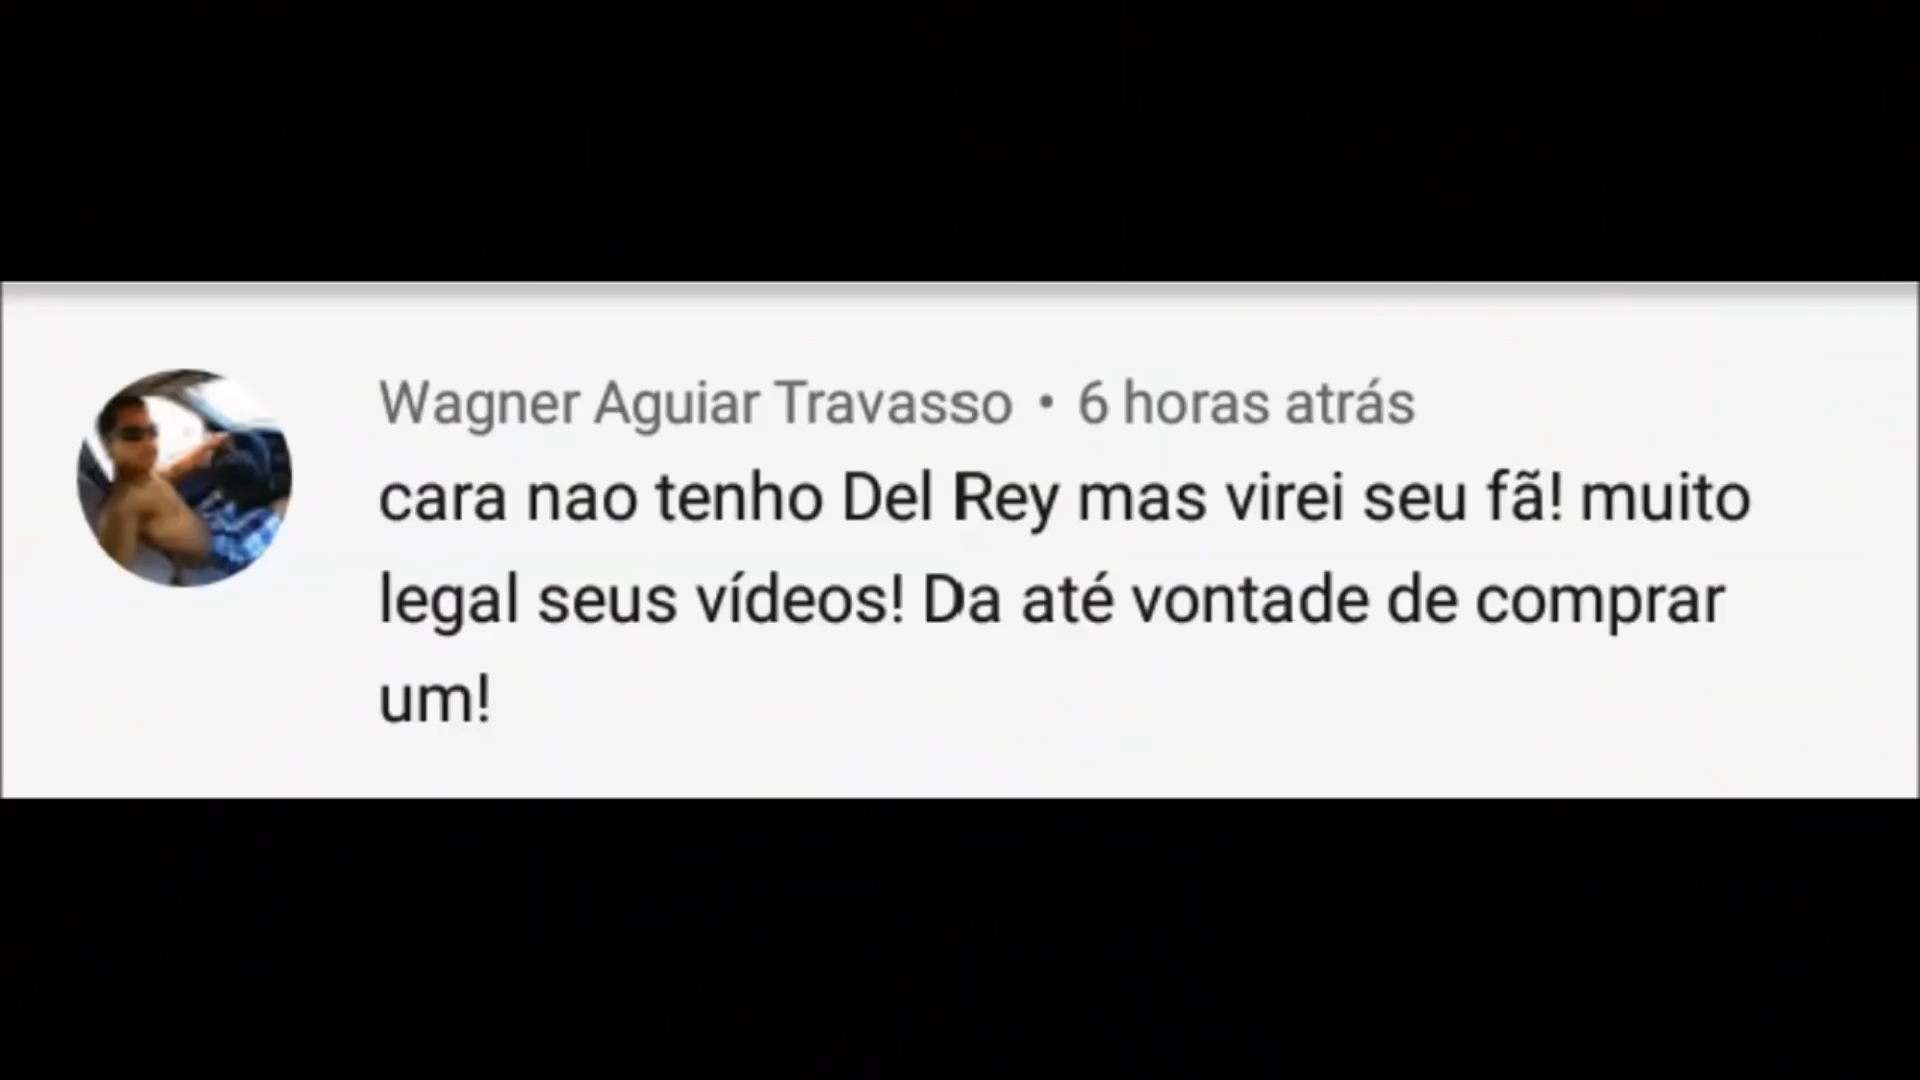 Wagner Aguiar Travasso • 6 horas atrás
cara nao tenho Del Rey mas virei seu fã! muito
legal seus vídeos! Da até vontade de comprar
um!